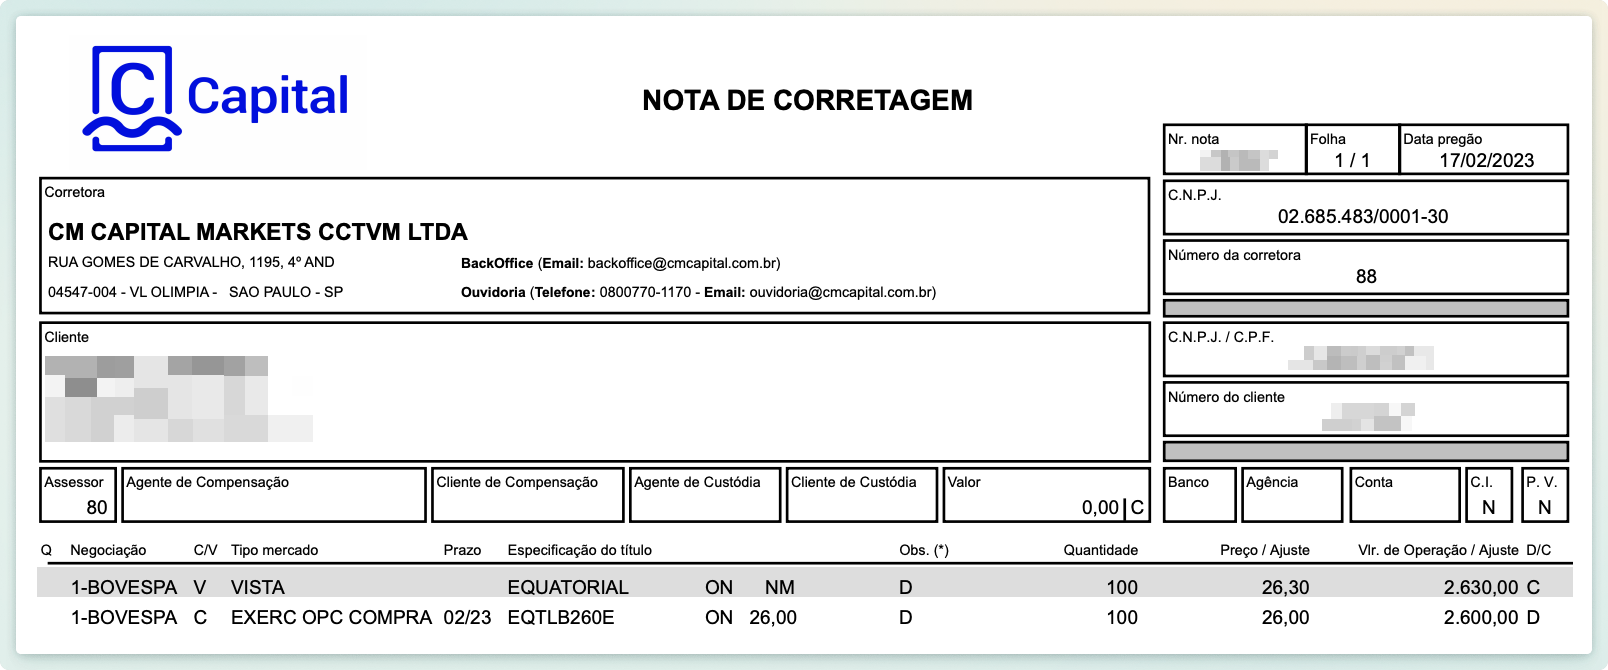 C Capital
NOTA DE CORRETAGEM
Nr. nota
Folha
1 / 1
Data pregão
17/02/2023
Corretora
CM CAPITAL MARKETS CCTVM LTDA
RUA GOMES DE CARVALHO, 1195, 4º AND
BackOffice (Email: backoffice@cmcapital.com.br)
04547-004 - VL OLIMPIA - SAO PAULO - SP
Ouvidoria (Telefone: 0800770-1170 - Email: ouvidoria@cmcapital.com.br)
C.N.P.J.
02.685.483/0001-30
Número da corretora
88
Cliente
C.N.P.J. / C.P.F.
Número do cliente
Assessor
80
Agente de Compensação
Cliente de Compensação
Agente de Custódia
Cliente de Custódia
Valor
0,00 C
Banco
Agência
Conta
C.I.
N
P. V.
N
Q Negociação C/V Tipo mercado Prazo Especificação do título Obs. (*) Quantidade Preço / Ajuste Vlr. de Operação / Ajuste D/C
1-BOVESPA V VISTA EQUATORIAL ON NM D 100 26,30 2.630,00 C
1-BOVESPA C EXERC OPC COMPRA 02/23 EQTLB260E ON 26,00 D 100 26,00 2.600,00 D